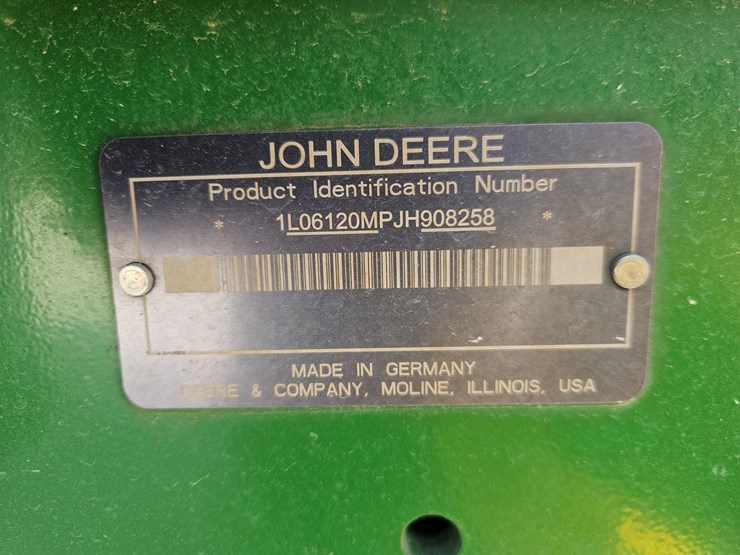 JOHN DEERE
Product Identification Number
* 1L06120MPJH908258 *
MADE IN GERMANY
DEERE & COMPANY, MOLINE, ILLINOIS, USA